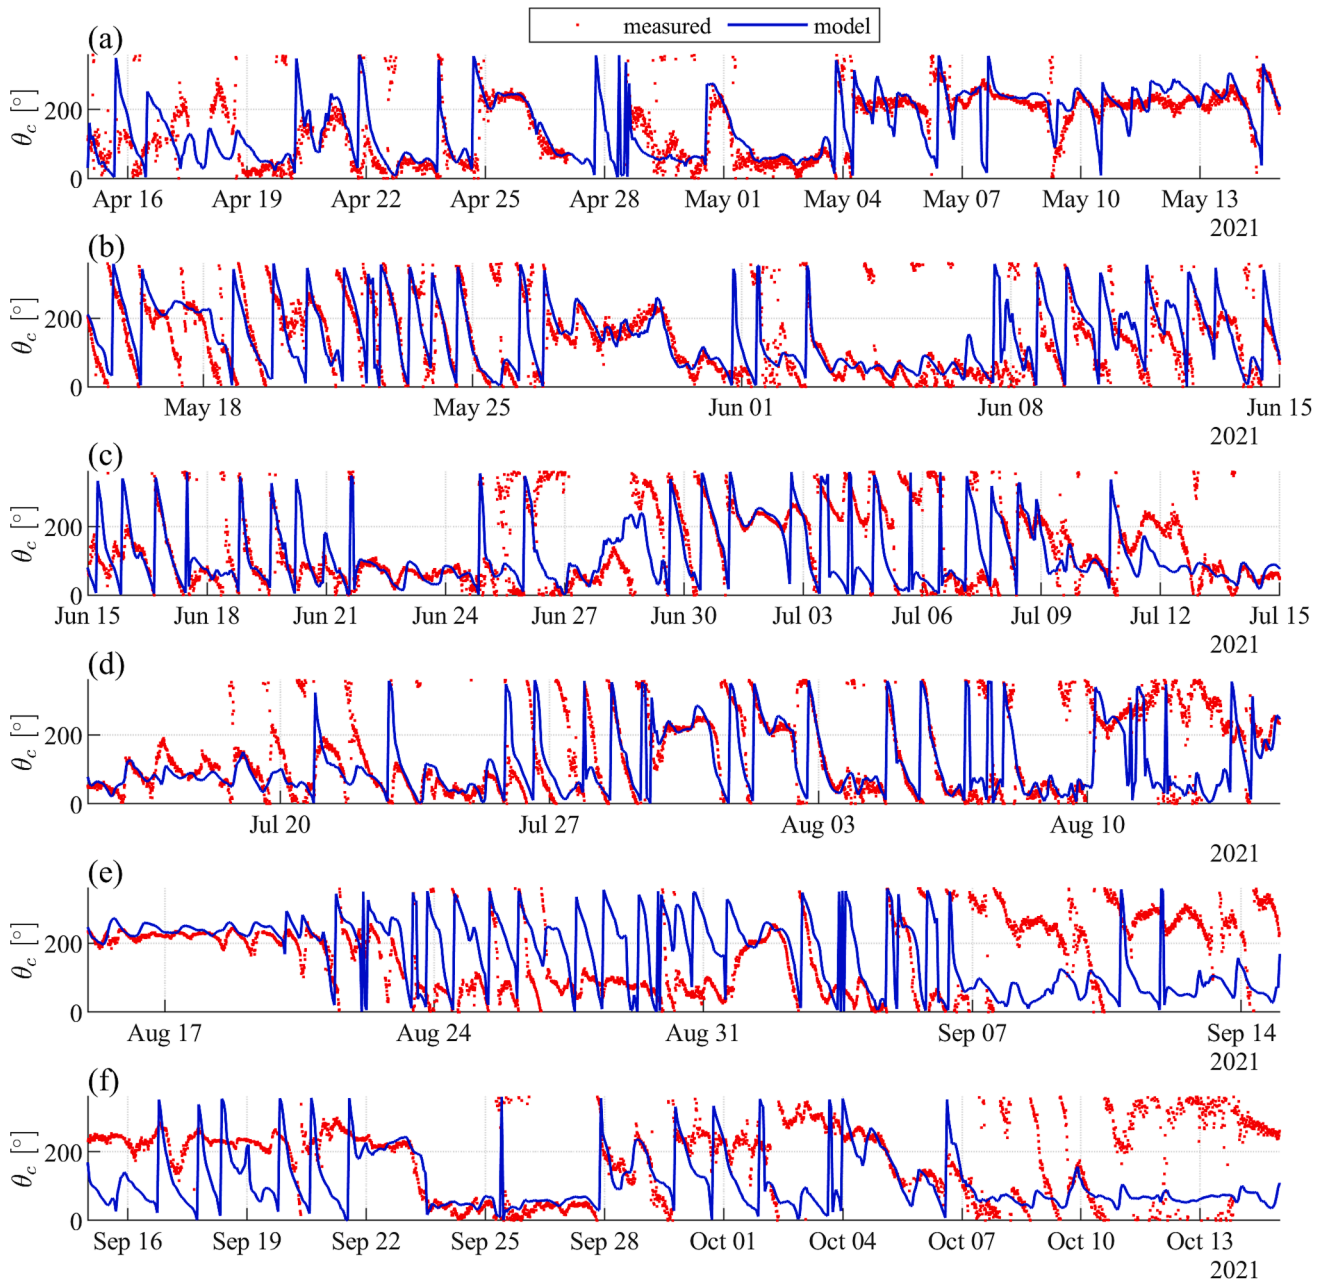 measured model
(a)
θc [°]
200
0
Apr 16 Apr 19 Apr 22 Apr 25 Apr 28 May 01 May 04 May 07 May 10 May 13
2021
(b)
θc [°]
200
0
May 18 May 25 Jun 01 Jun 08 Jun 15
2021
(c)
θc [°]
200
0
Jun 15 Jun 18 Jun 21 Jun 24 Jun 27 Jun 30 Jul 03 Jul 06 Jul 09 Jul 12 Jul 15
2021
(d)
θc [°]
200
0
Jul 20 Jul 27 Aug 03 Aug 10
2021
(e)
θc [°]
200
0
Aug 17 Aug 24 Aug 31 Sep 07 Sep 14
2021
(f)
θc [°]
200
0
Sep 16 Sep 19 Sep 22 Sep 25 Sep 28 Oct 01 Oct 04 Oct 07 Oct 10 Oct 13
2021